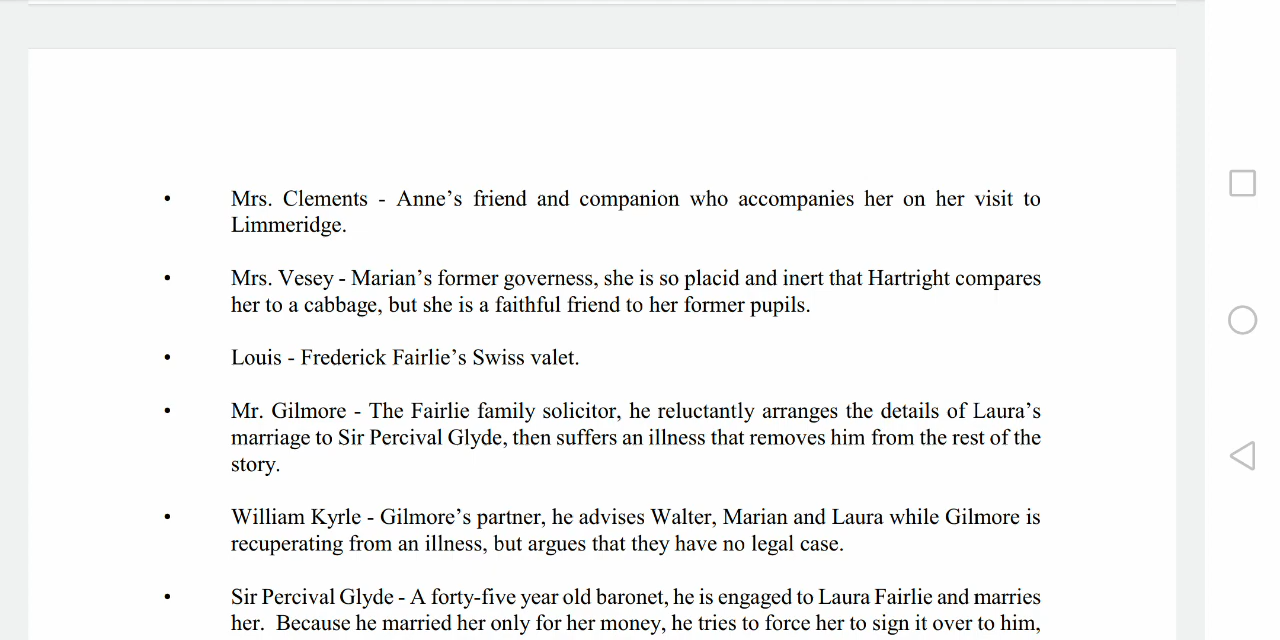 • Mrs. Clements - Anne’s friend and companion who accompanies her on her visit to
Limmeridge.
• Mrs. Vesey - Marian’s former governess, she is so placid and inert that Hartright compares
her to a cabbage, but she is a faithful friend to her former pupils.
• Louis - Frederick Fairlie’s Swiss valet.
• Mr. Gilmore - The Fairlie family solicitor, he reluctantly arranges the details of Laura’s
marriage to Sir Percival Glyde, then suffers an illness that removes him from the rest of the
story.
• William Kyrle - Gilmore’s partner, he advises Walter, Marian and Laura while Gilmore is
recuperating from an illness, but argues that they have no legal case.
• Sir Percival Glyde - A forty-five year old baronet, he is engaged to Laura Fairlie and marries
her. Because he married her only for her money, he tries to force her to sign it over to him,